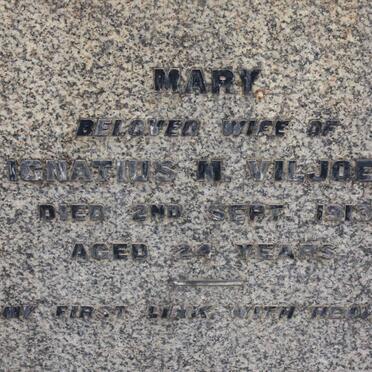 MARY
BELOVED WIFE OF
IGNATIUS M. VILJOE
DIED 2ND SEPT. 191
AGED 24 YEARS
MY FIRST LINK WITH